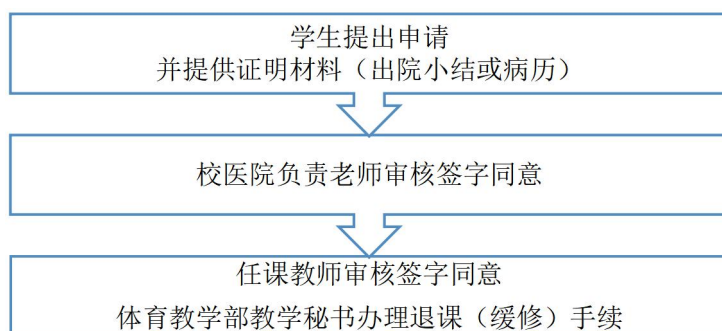 学生提出申请
并提供证明材料（出院小结或病历）
校医院负责老师审核签字同意
任课教师审核签字同意
体育教学部教学秘书办理退课（缓修）手续